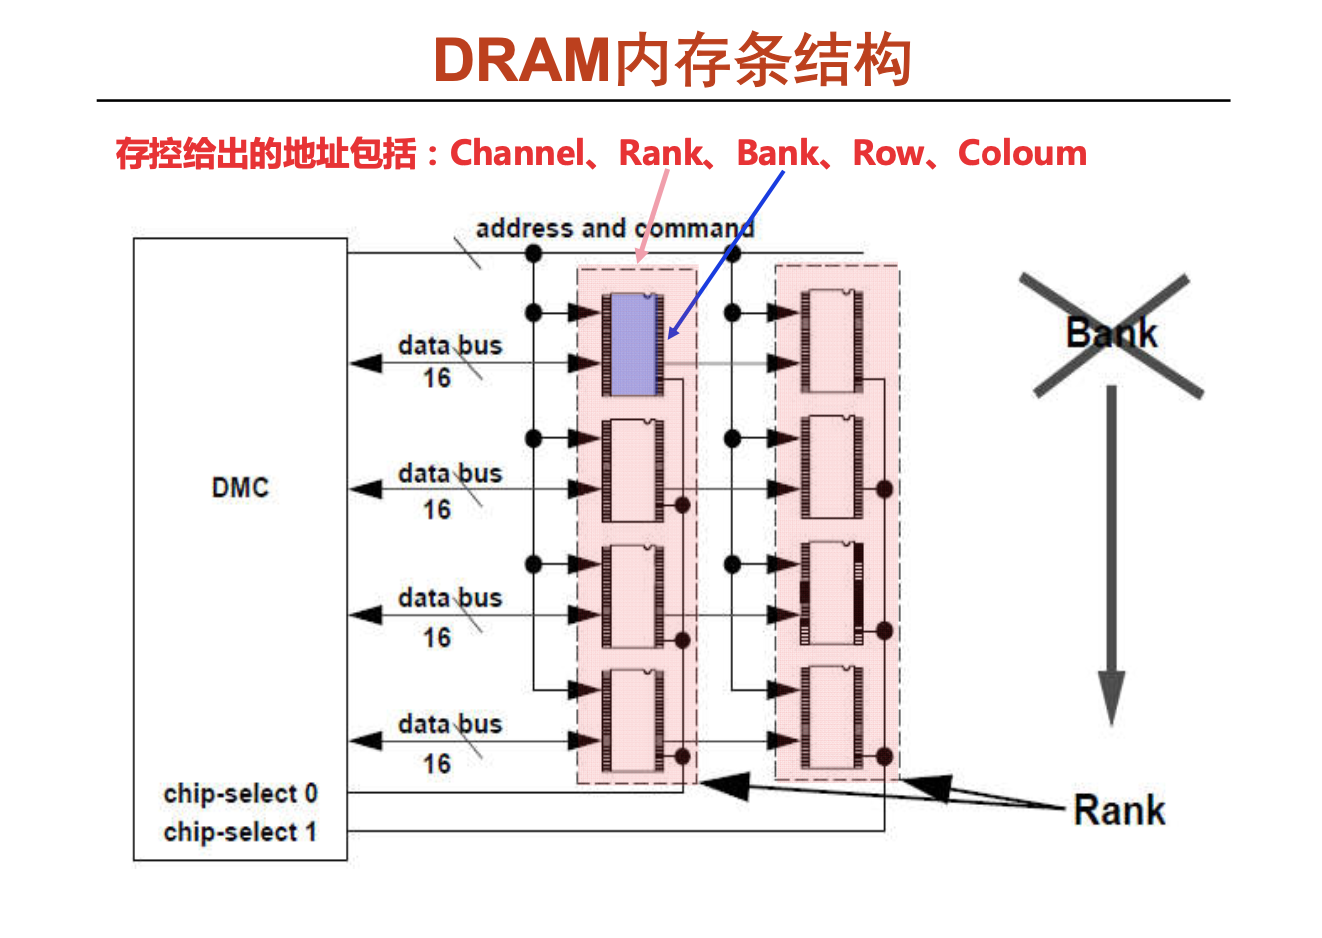 DRAM内存条结构
存控给出的地址包括：Channel、Rank、Bank、Row、Coloum
address and command
data bus
16
Bank
data bus
16
DMC
data bus
16
data bus
16
chip-select 0
chip-select 1
Rank